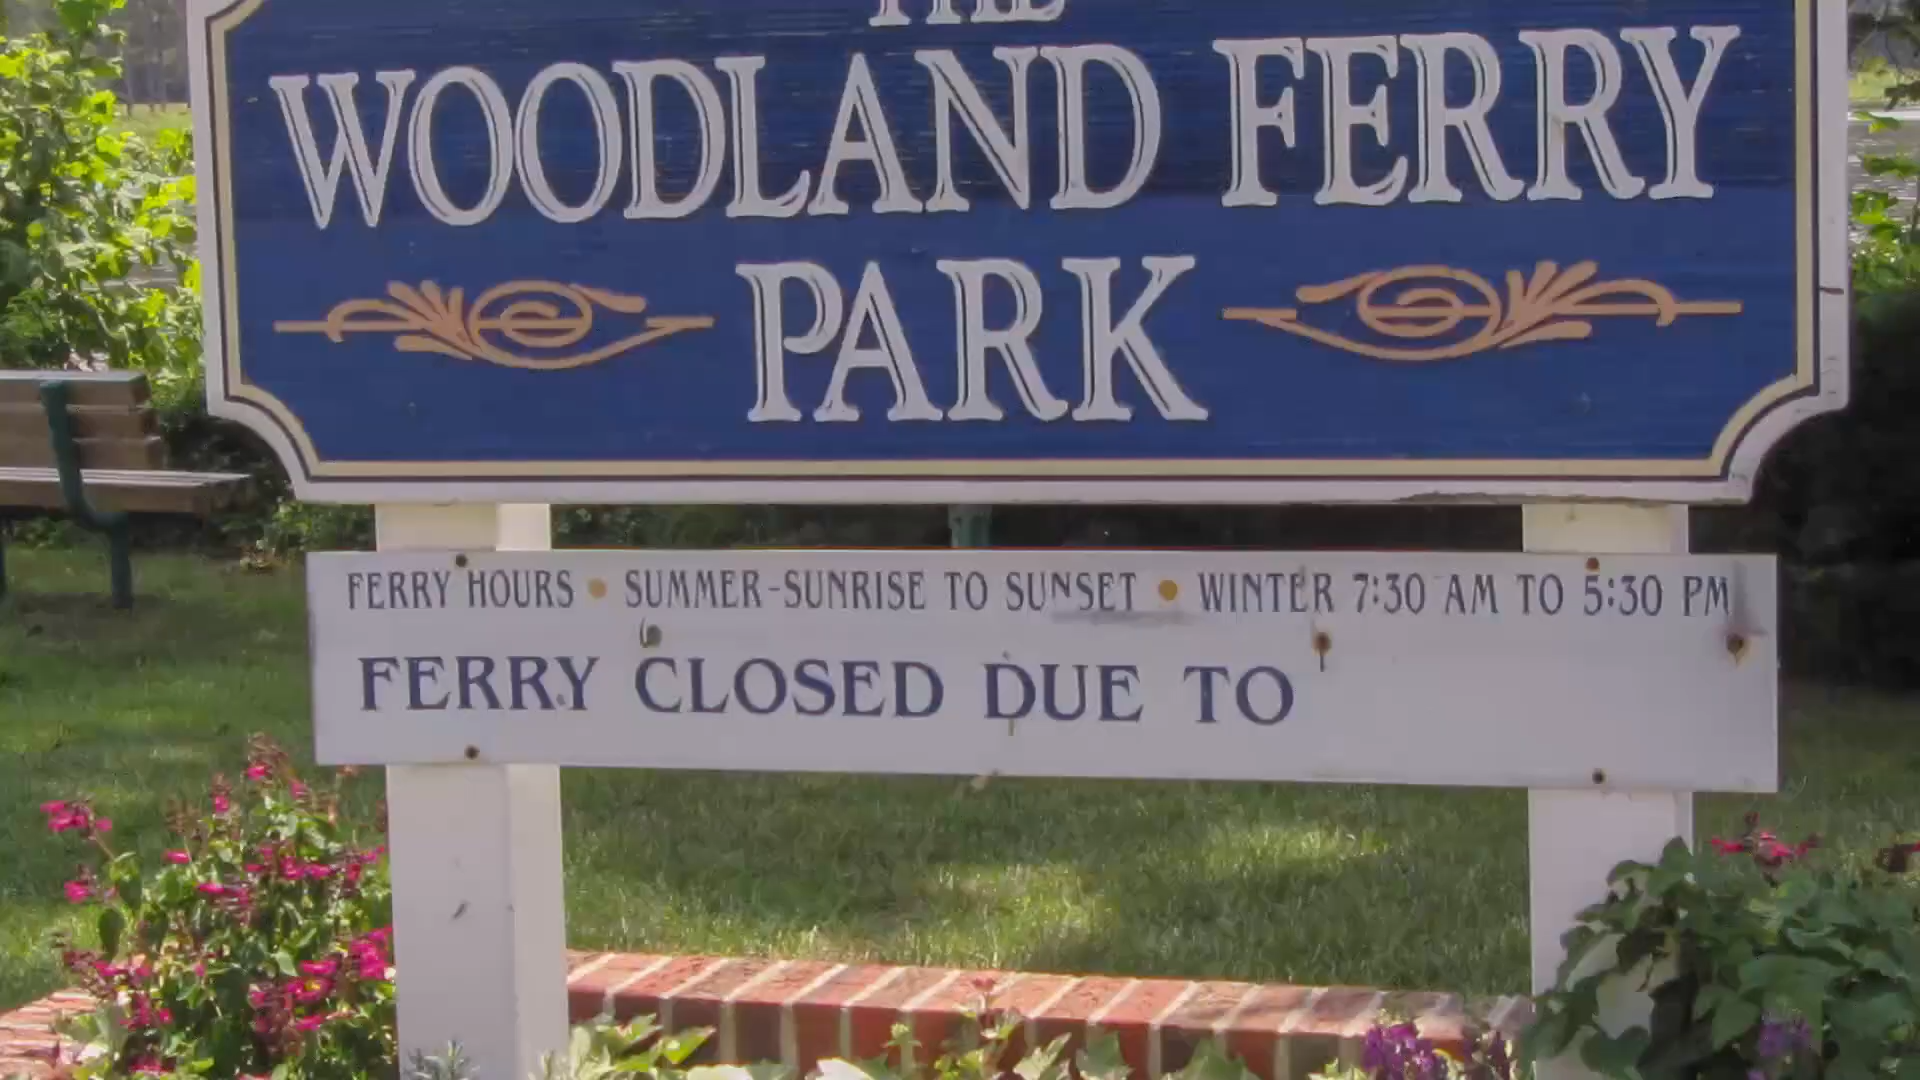 THE
WOODLAND FERRY
PARK
FERRY HOURS • SUMMER-SUNRISE TO SUNSET • WINTER 7:30 AM TO 5:30 PM
FERRY CLOSED DUE TO